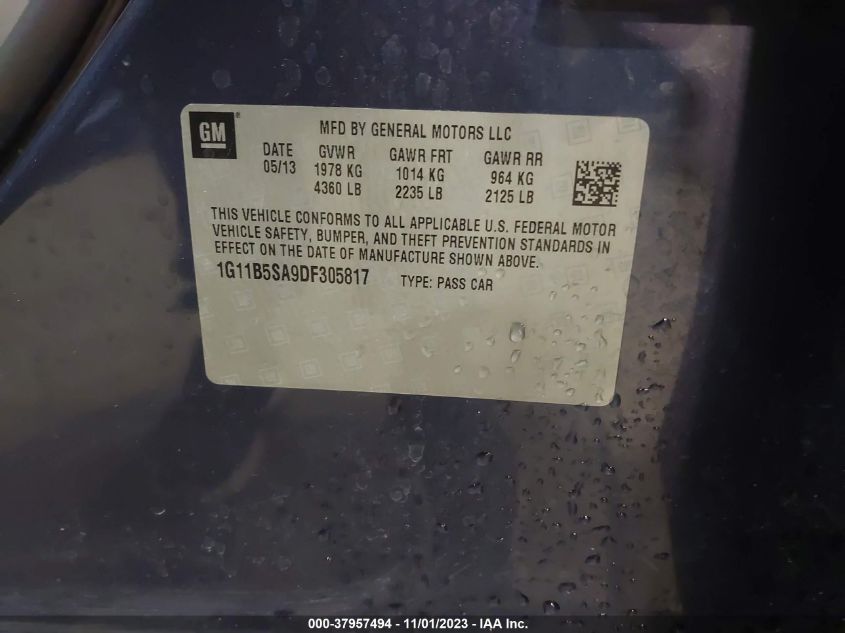 GM ®
MFD BY GENERAL MOTORS LLC
DATE GVWR GAWR FRT GAWR RR
05/13 1978 KG 1014 KG 964 KG
4360 LB 2235 LB 2125 LB
THIS VEHICLE CONFORMS TO ALL APPLICABLE U.S. FEDERAL MOTOR
VEHICLE SAFETY, BUMPER, AND THEFT PREVENTION STANDARDS IN
EFFECT ON THE DATE OF MANUFACTURE SHOWN ABOVE.
1G11B5SA9DF305817 TYPE: PASS CAR
000-37957494 - 11/01/2023 - IAA Inc.